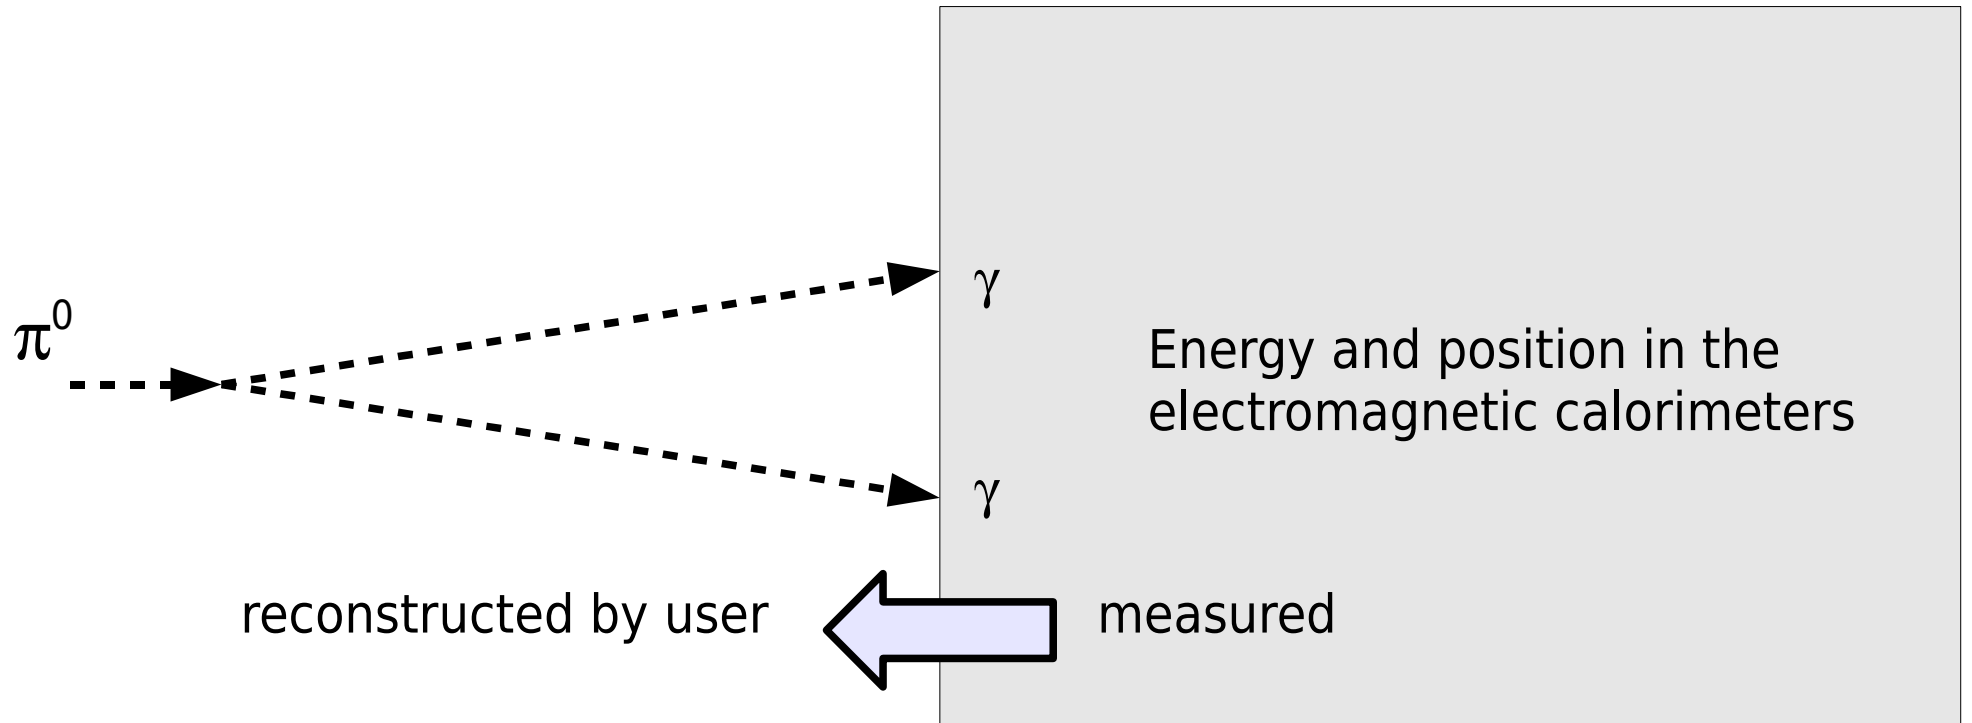 γ
π⁰
Energy and position in the
electromagnetic calorimeters
γ
reconstructed by user
measured